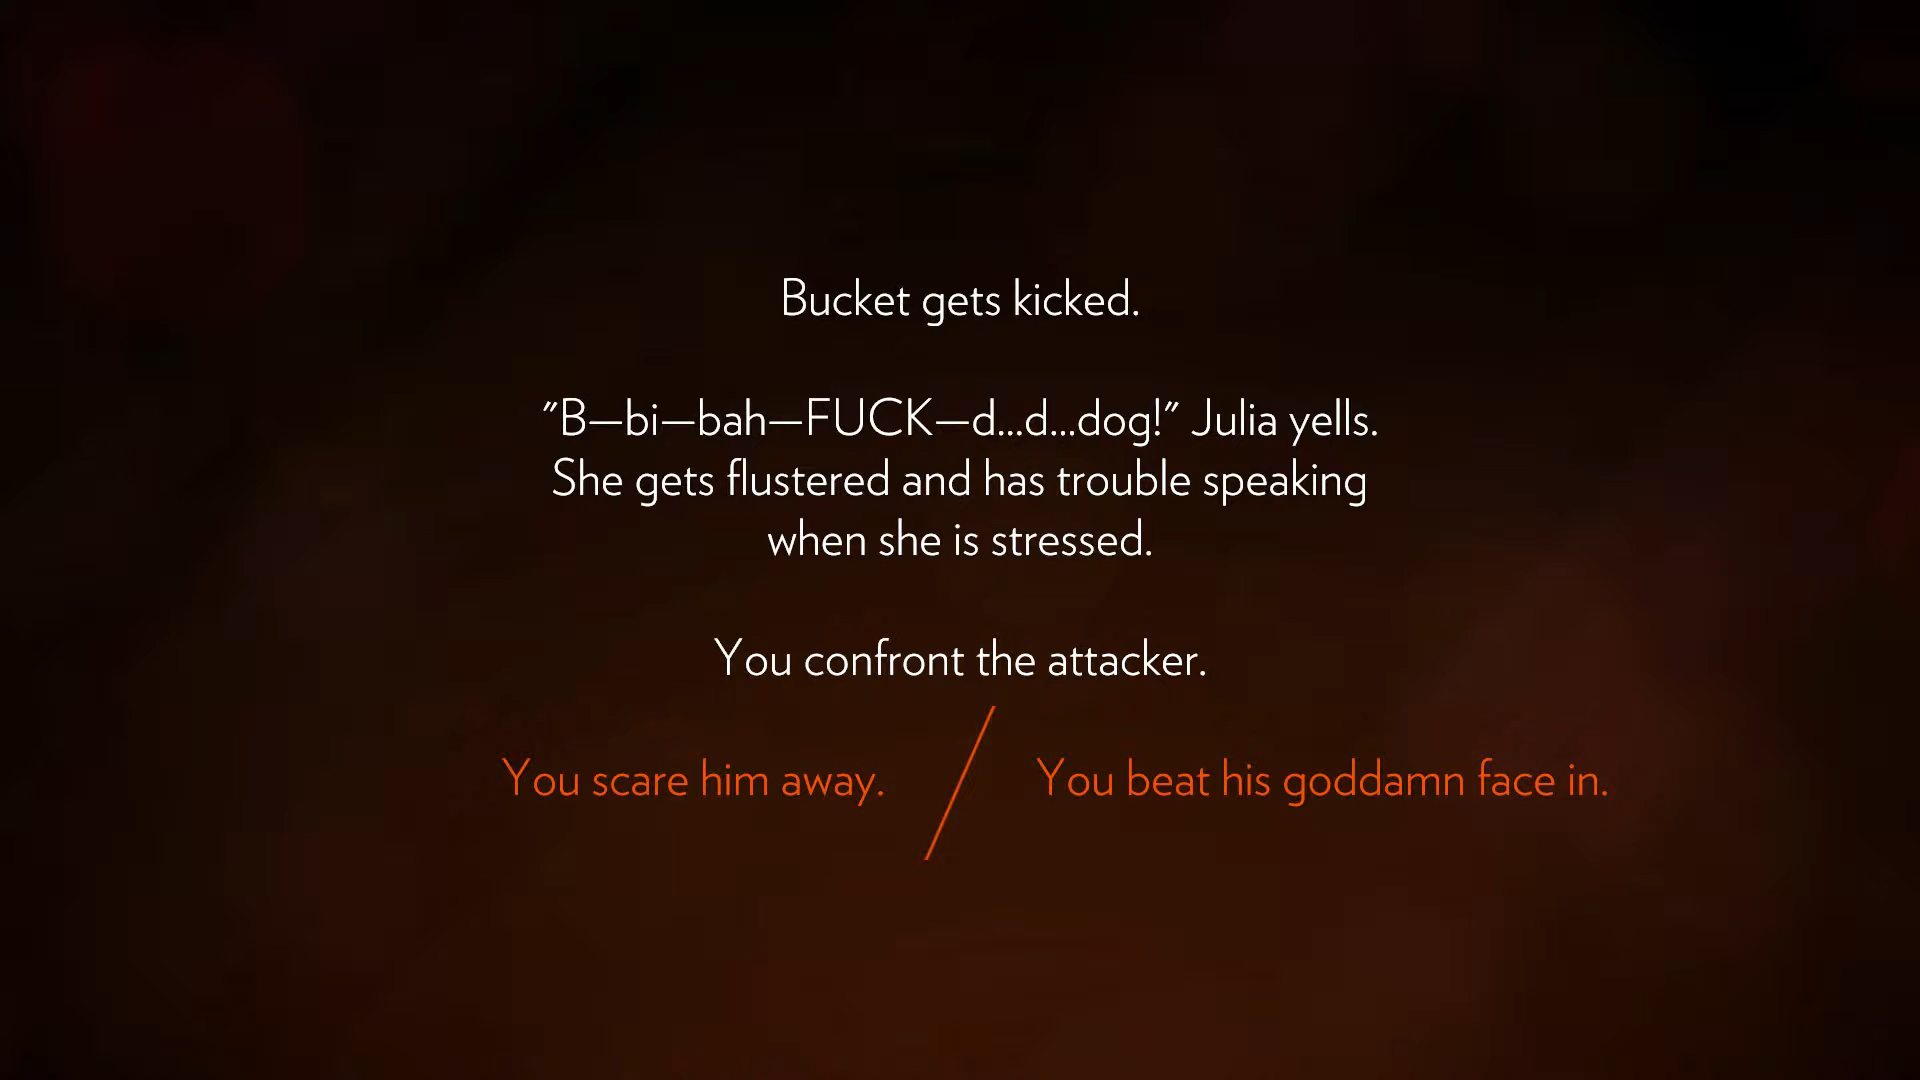 Bucket gets kicked.
"B—bi—bah—FUCK—d...d...dog!" Julia yells.
She gets flustered and has trouble speaking
when she is stressed.
You confront the attacker.
You scare him away.
You beat his goddamn face in.